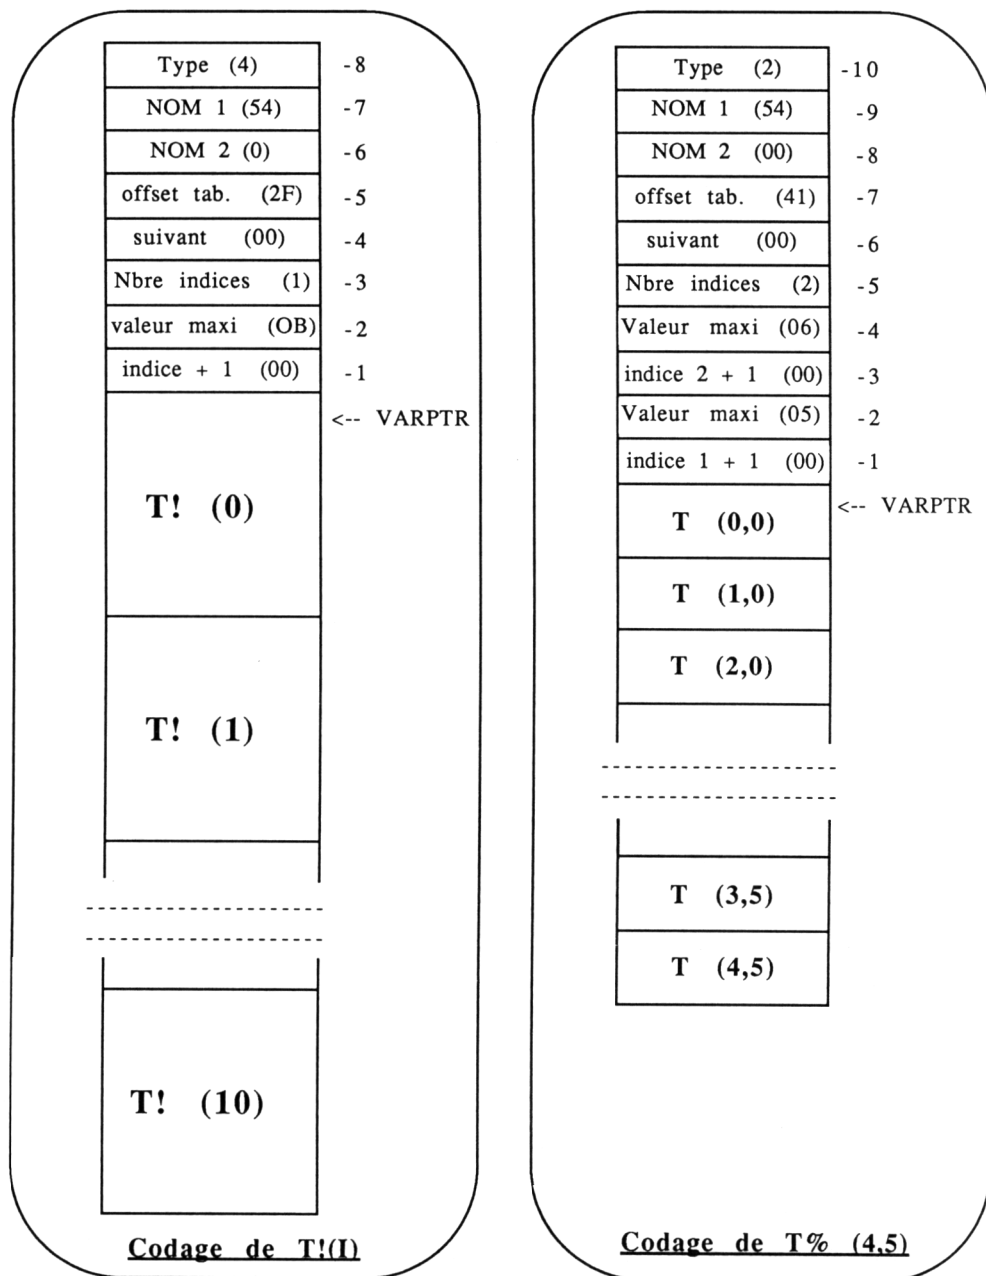 Type (4) -8
NOM 1 (54) -7
NOM 2 (0) -6
offset tab. (2F) -5
suivant (00) -4
Nbre indices (1) -3
valeur maxi (OB) -2
indice + 1 (00) -1
<-- VARPTR
T! (0)
T! (1)
T! (10)
Codage de T!(I)
Type (2) -10
NOM 1 (54) -9
NOM 2 (00) -8
offset tab. (41) -7
suivant (00) -6
Nbre indices (2) -5
Valeur maxi (06) -4
indice 2 + 1 (00) -3
Valeur maxi (05) -2
indice 1 + 1 (00) -1
<-- VARPTR
T (0,0)
T (1,0)
T (2,0)
T (3,5)
T (4,5)
Codage de T% (4,5)